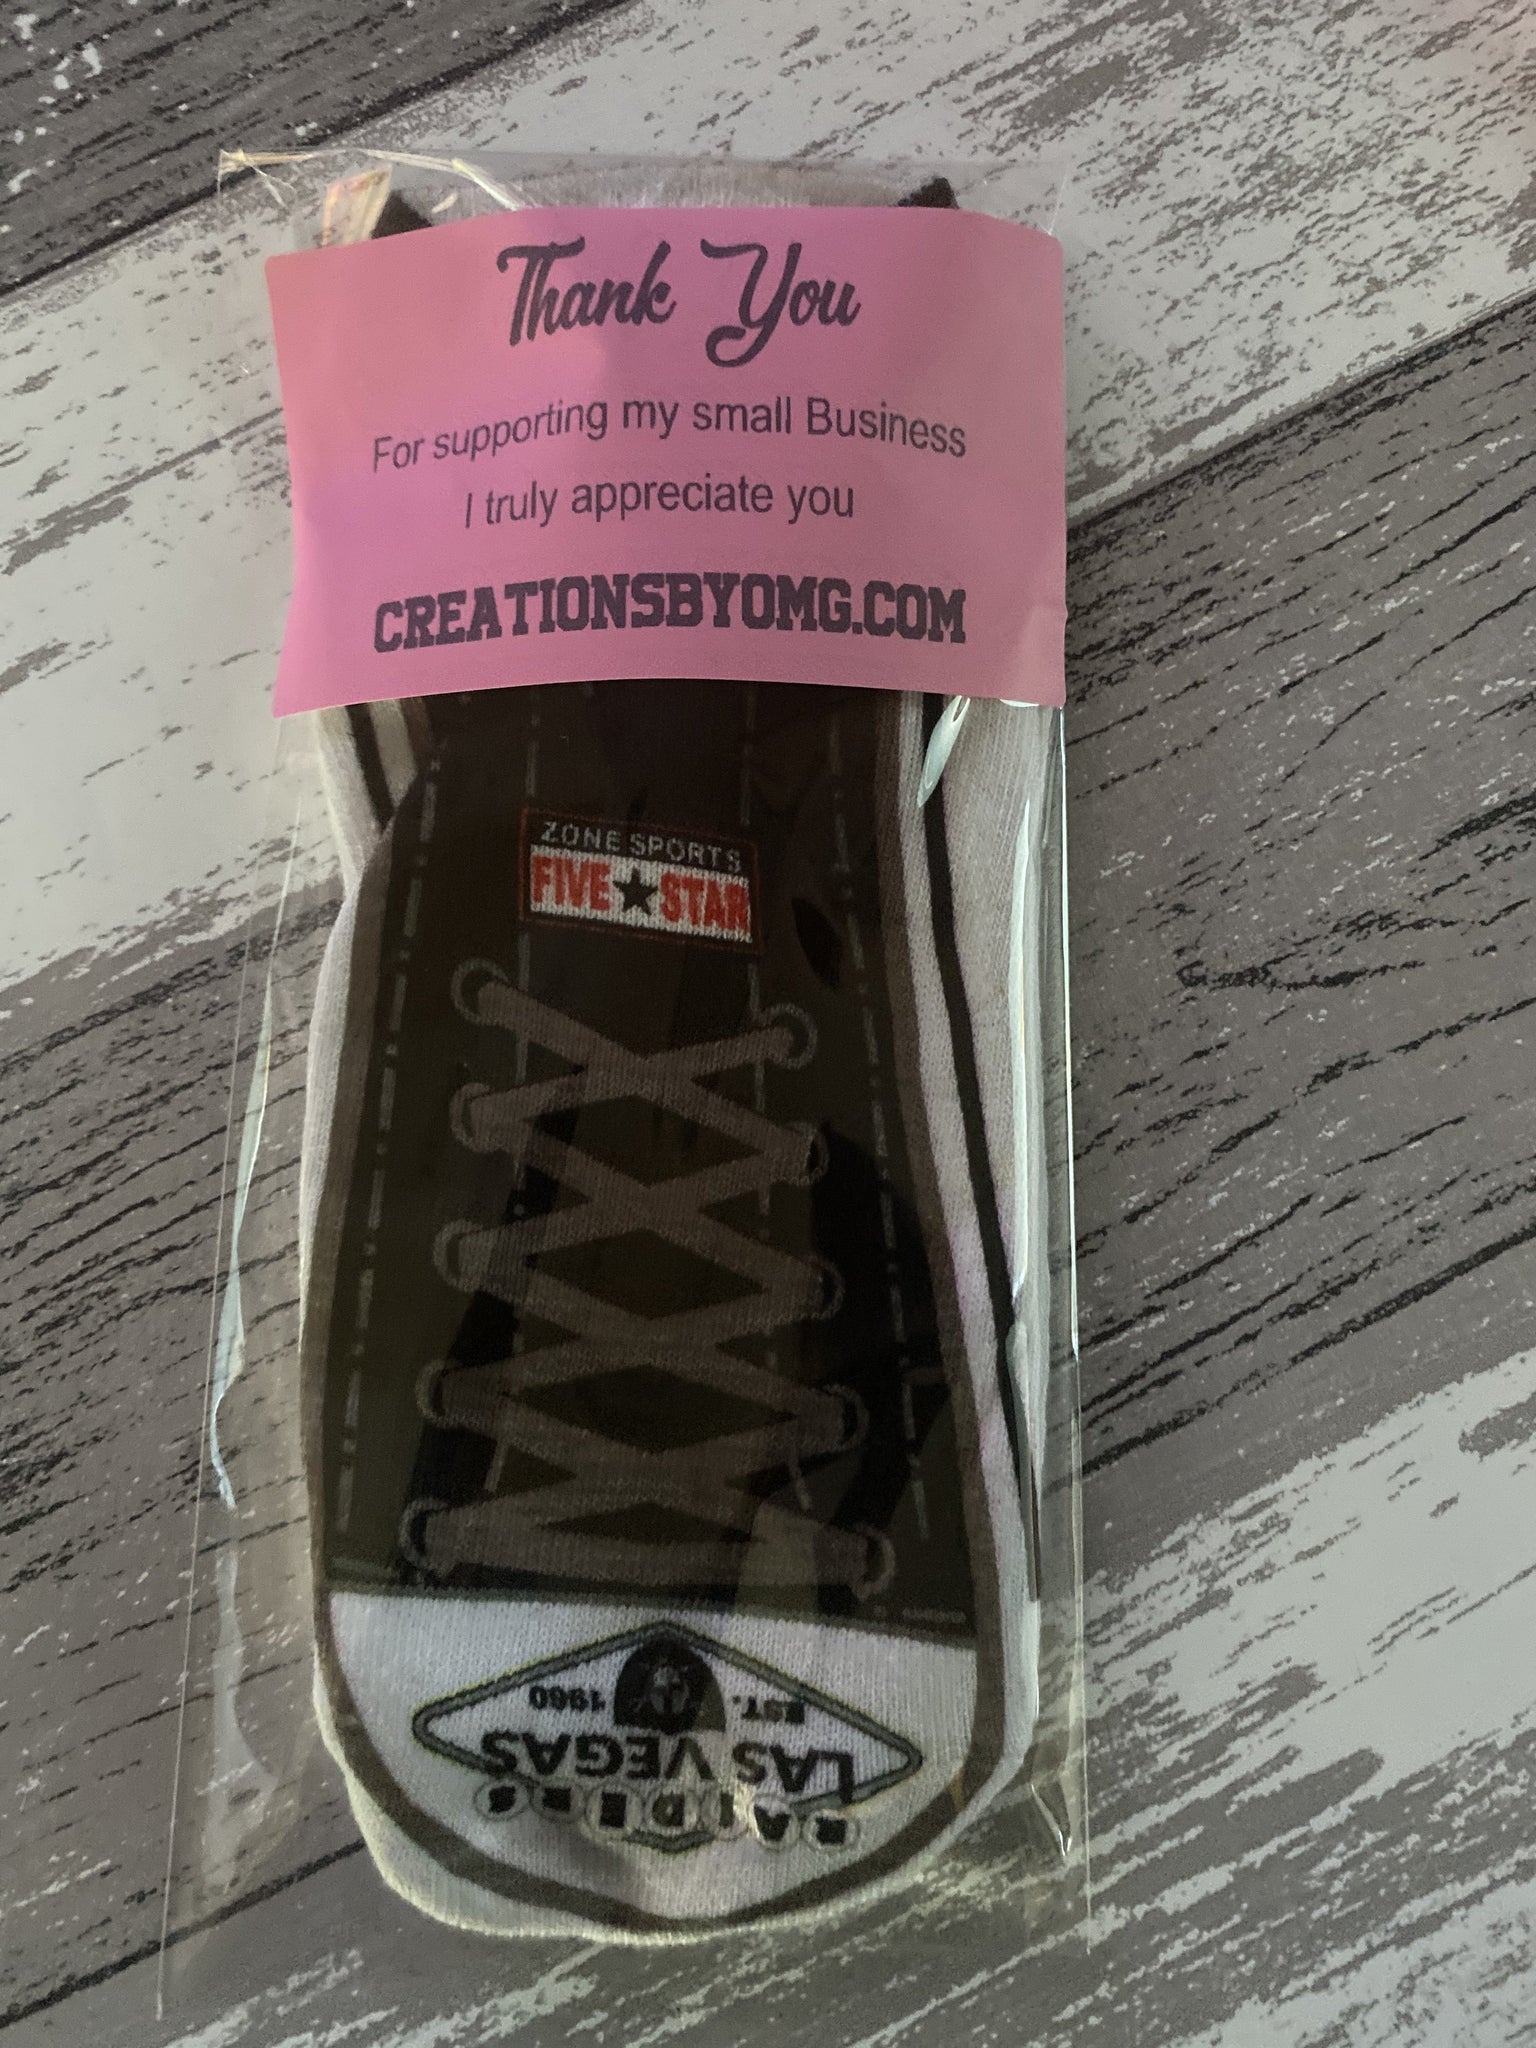 Thank You
For supporting my small Business
I truly appreciate you
CREATIONSBYOMG.COM
ZONE SPORTS
FIVE★STAR
EST. 1960
LAS VEGAS
RAIDERS